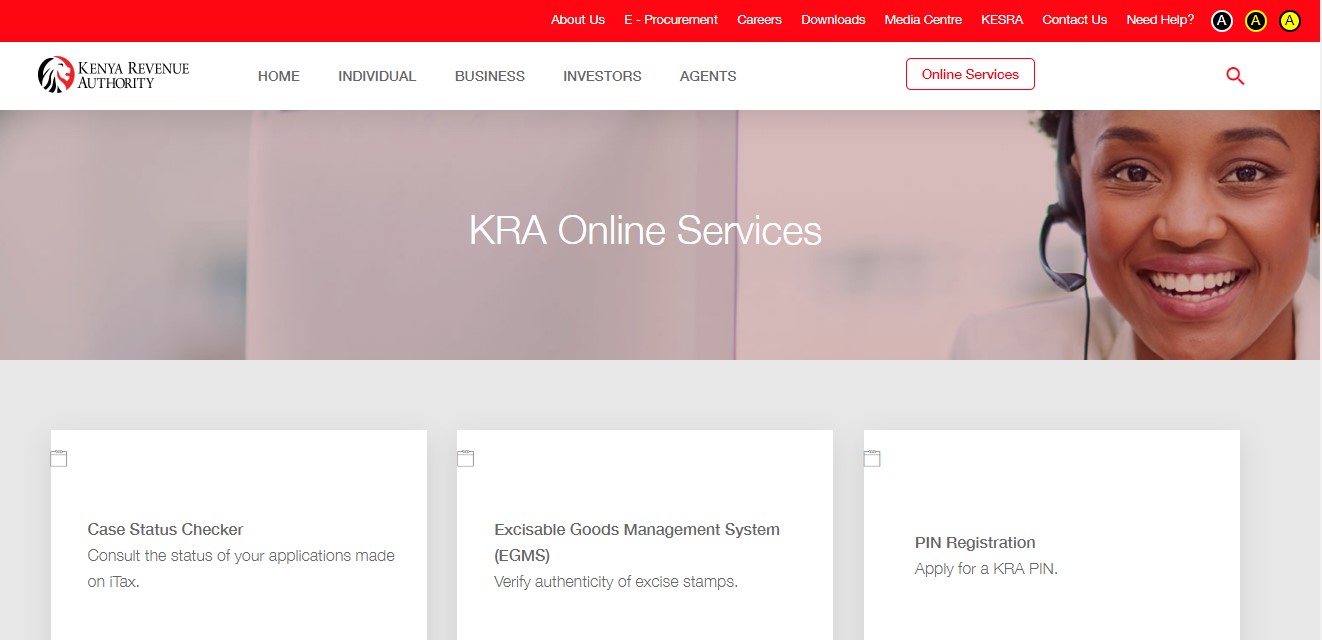 About Us E - Procurement Careers Downloads Media Centre KESRA Contact Us Need Help? A A A
KENYA REVENUE
AUTHORITY
HOME INDIVIDUAL BUSINESS INVESTORS AGENTS Online Services
KRA Online Services
Case Status Checker
Consult the status of your applications made
on iTax.
Excisable Goods Management System
(EGMS)
Verify authenticity of excise stamps.
PIN Registration
Apply for a KRA PIN.